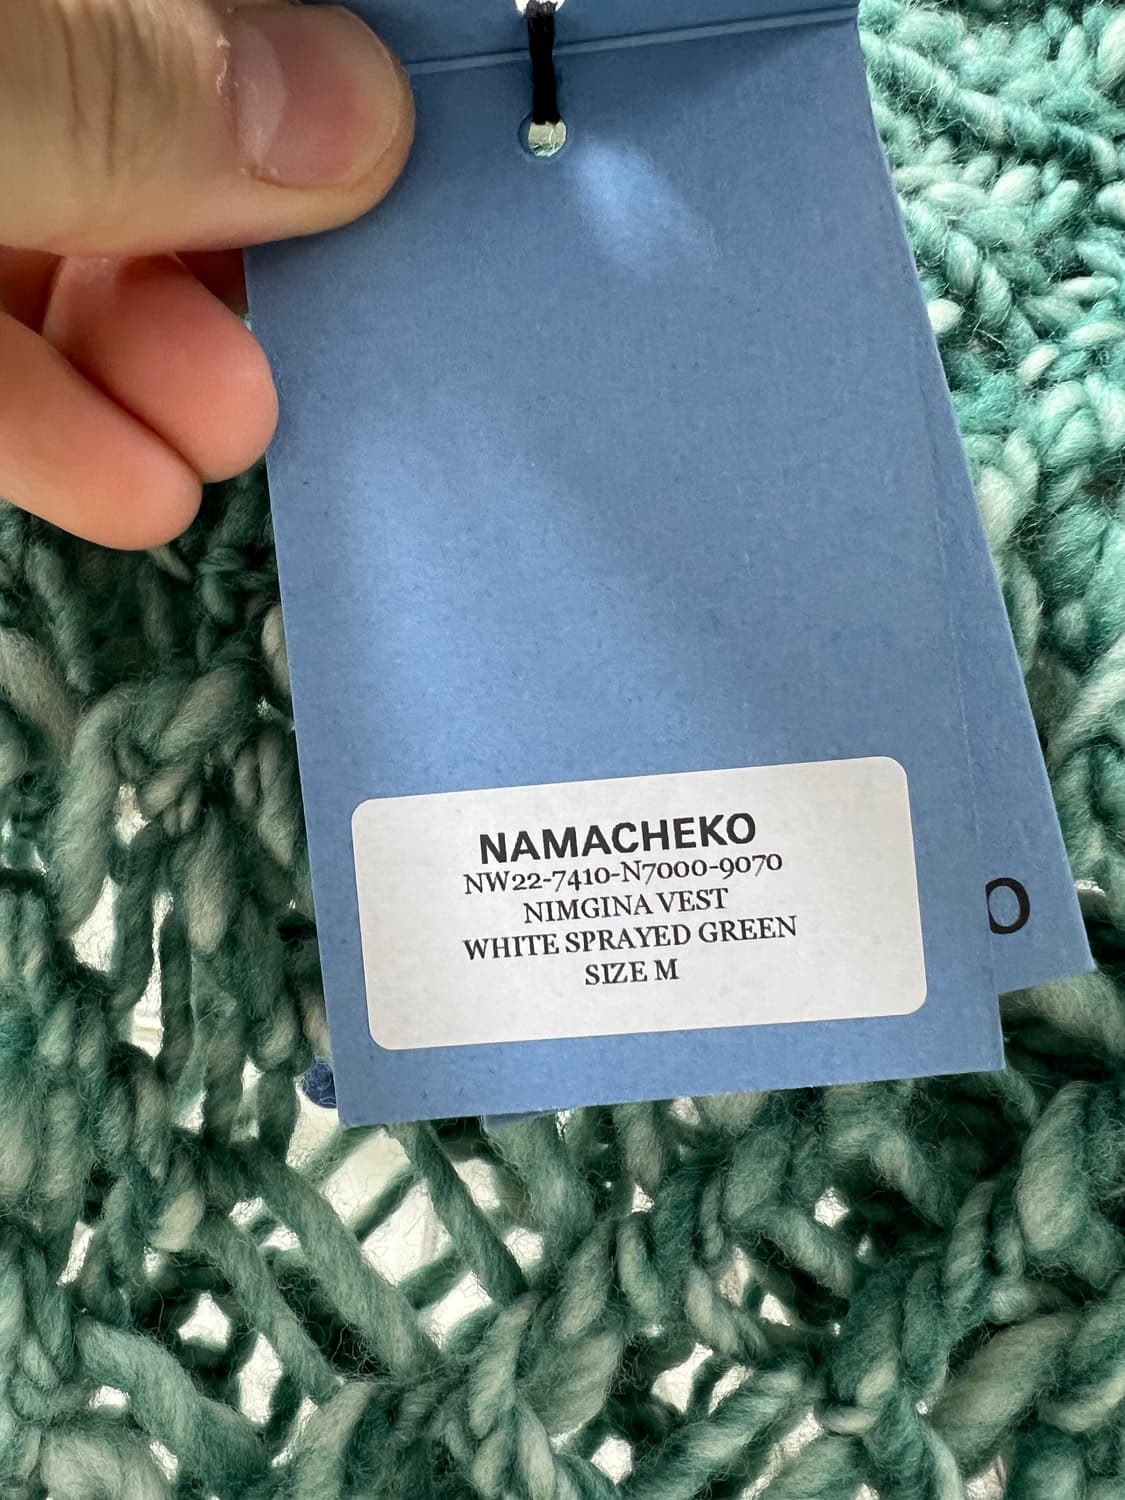 NAMACHEKO
NW22-7410-N7000-9070
NIMGINA VEST
WHITE SPRAYED GREEN
SIZE M
O